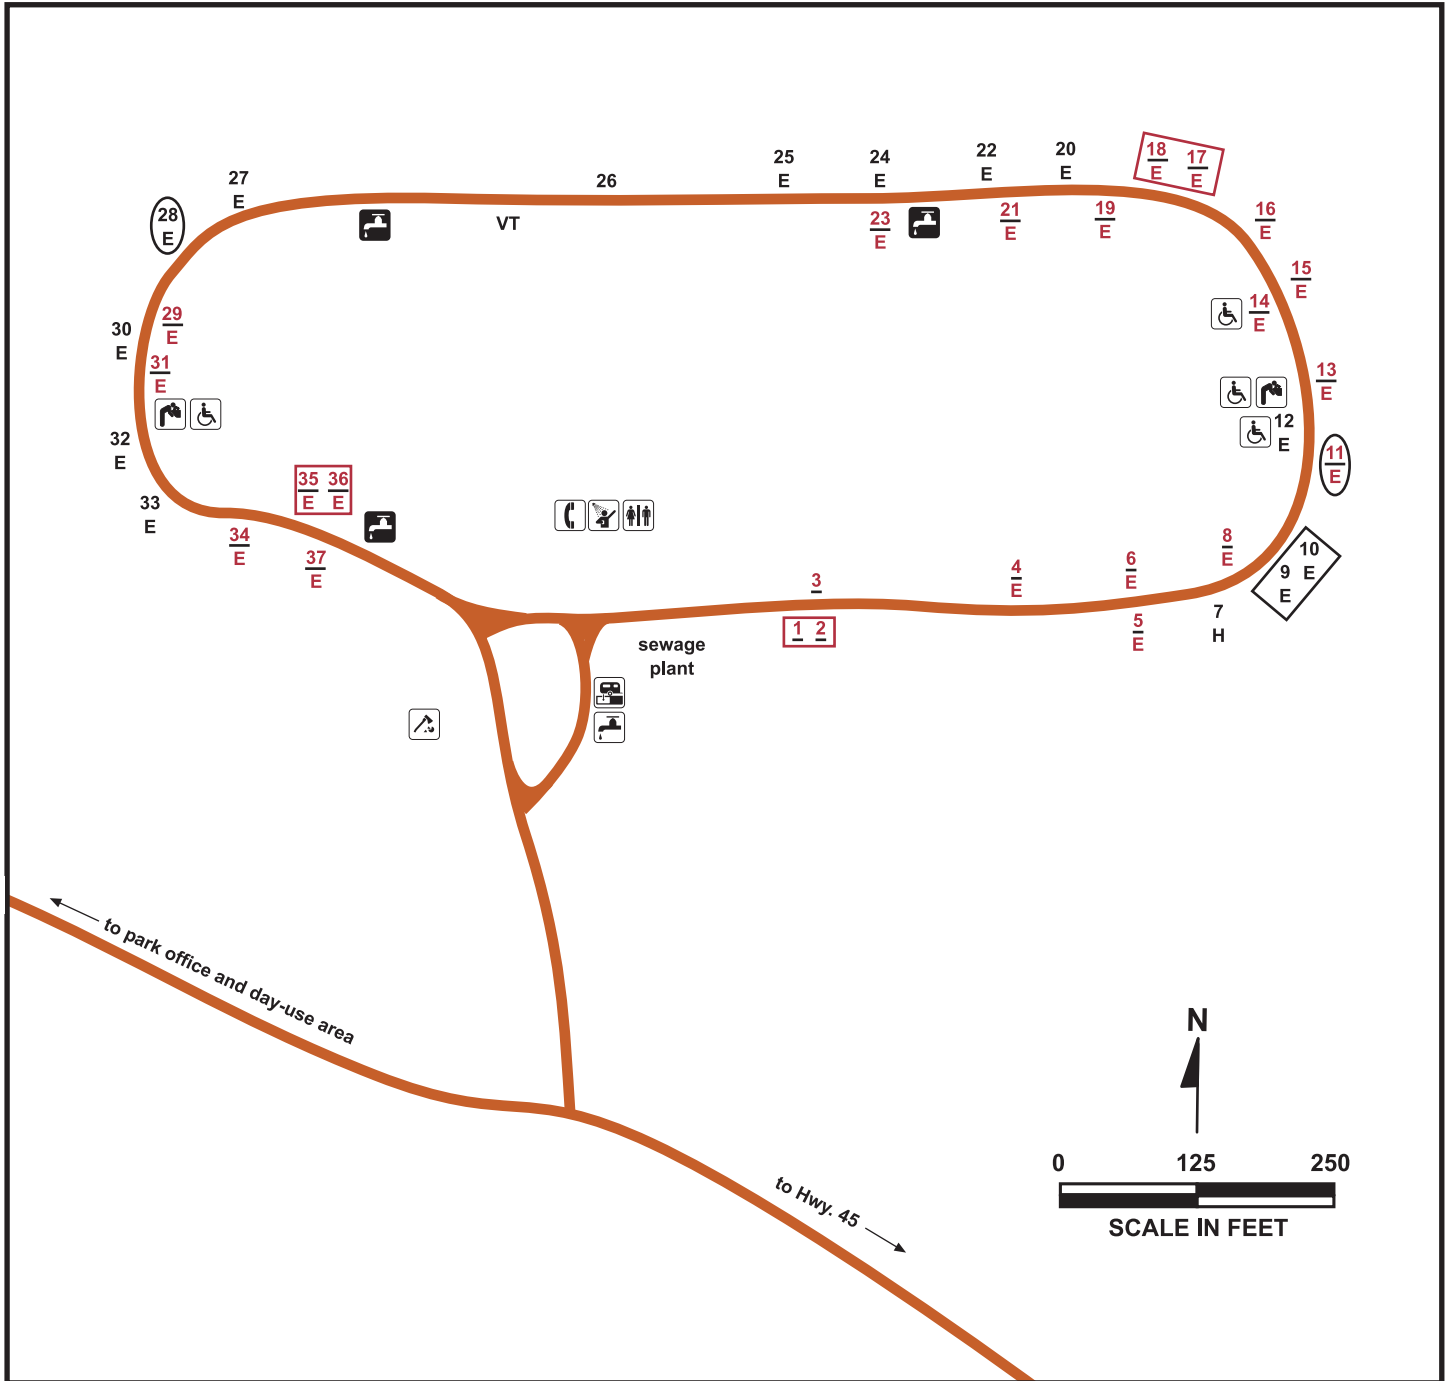 18 17
E E
20
E
22
E
24
E
25
E
26
27
E
28
E
VT
23
E
21
E
19
E
16
E
15
E
14
E
13
E
12
E
11
E
10
E
9
E
8
E
7
H
6
E
5
E
4
E
3
1 2
29
E
30
E
31
E
32
E
33
E
34
E
35 36
E E
37
E
sewage
plant
to park office and day-use area
to Hwy. 45
N
0 125 250
SCALE IN FEET